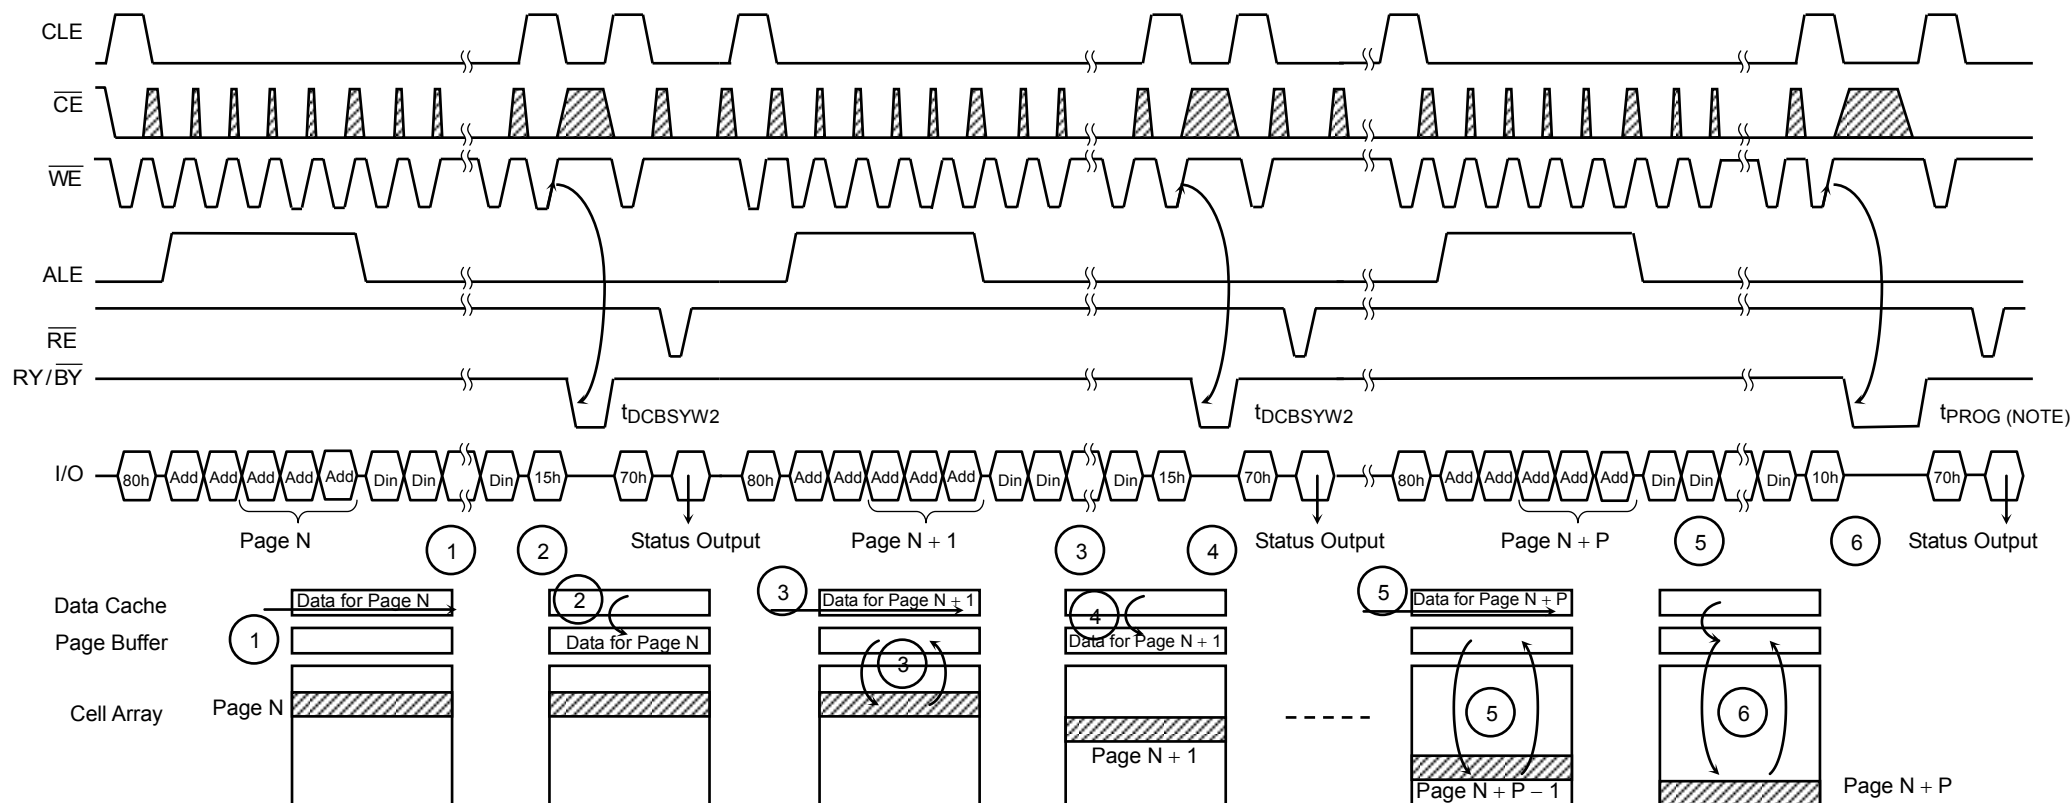 CLE
C̅E̅
W̅E̅
ALE
R̅E̅
RY/B̅Y̅
tDCBSYW2 tDCBSYW2 tPROG (NOTE)
I/O 80h Add Add Add Add Add Din Din Din 15h 70h 80h Add Add Add Add Add Din Din Din 15h 70h 80h Add Add Add Add Add Din Din Din 10h 70h
Page N 1 2 Status Output Page N + 1 3 4 Status Output Page N + P 5 6 Status Output
Data Cache Data for Page N 2 3 Data for Page N + 1 4 5 Data for Page N + P
Page Buffer 1 Data for Page N 3 Data for Page N + 1
Cell Array Page N 5 6
Page N + 1
Page N + P − 1 Page N + P